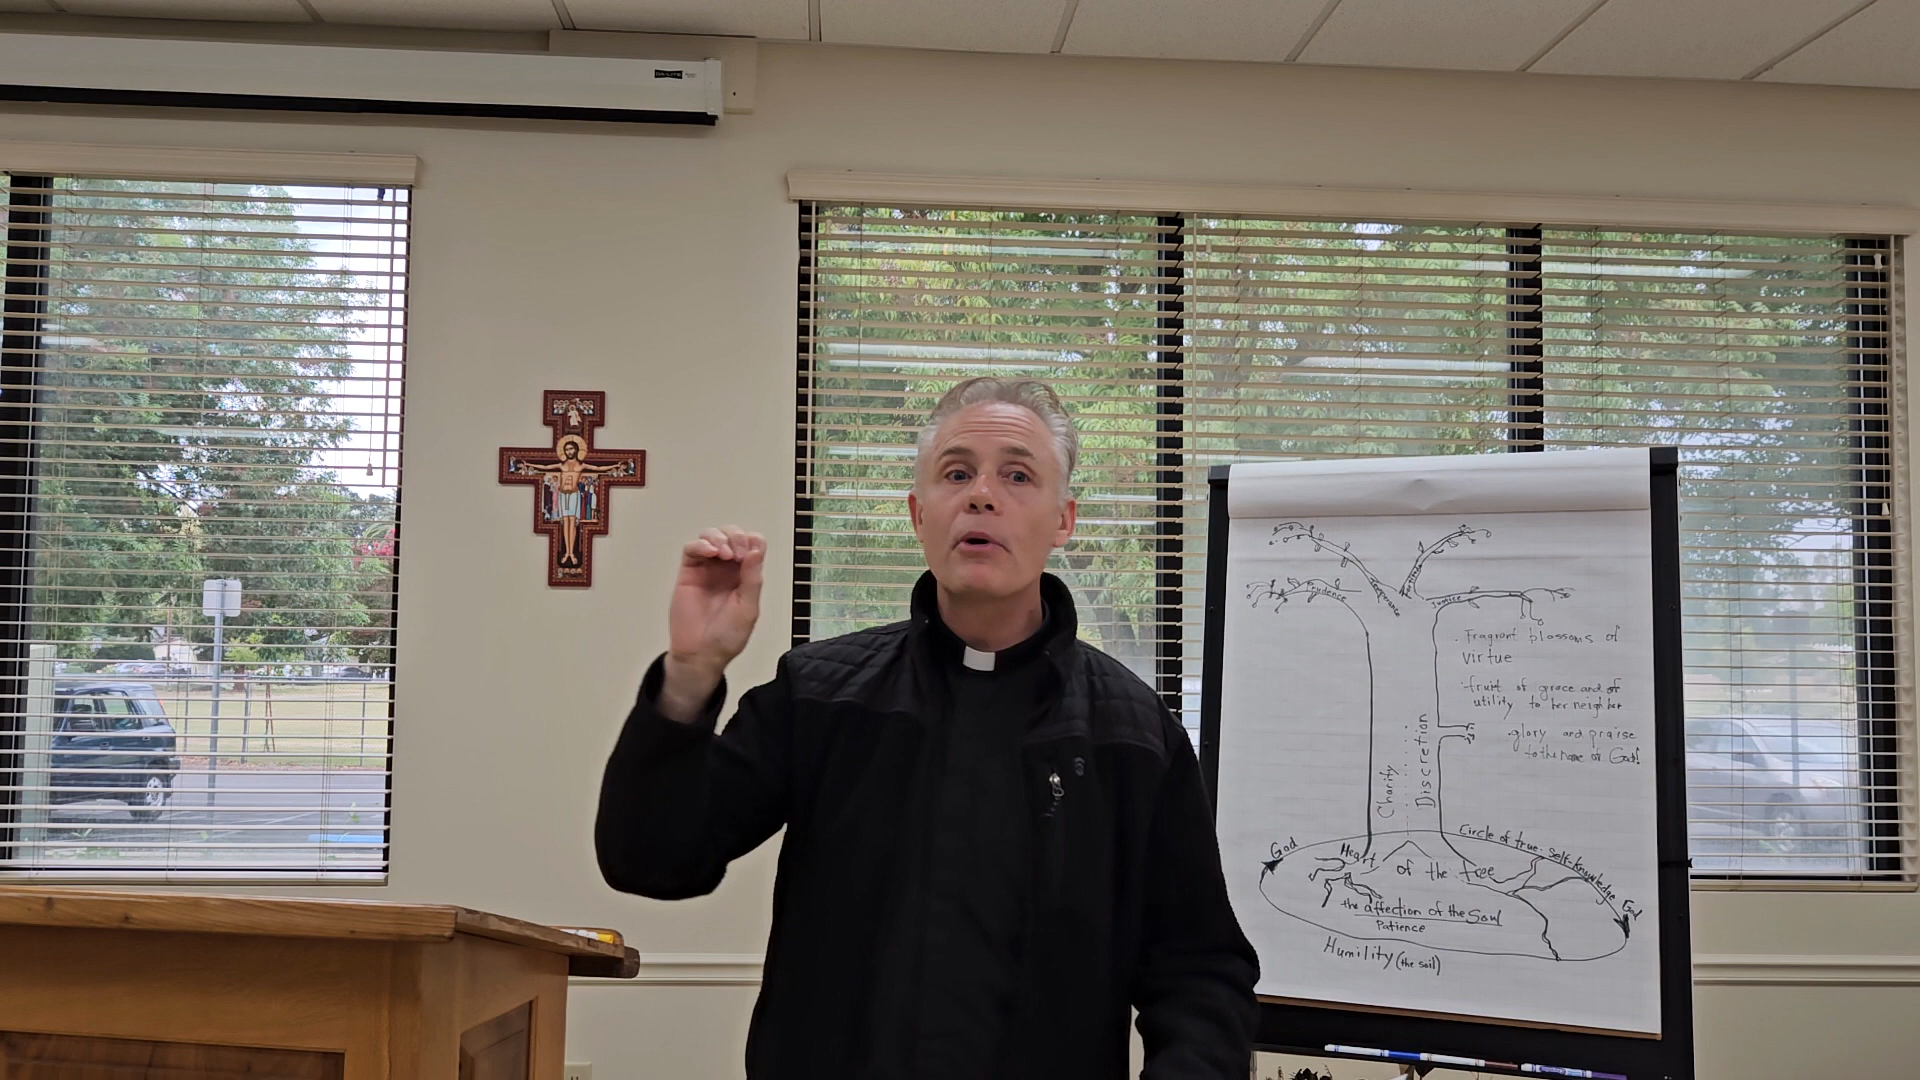 DA-LITE
Prudence
Temperance
Fortitude
Justice
. Fragrant blossoms of
virtue
. fruit of grace and of
utility to her neighbor
. glory and praise
to the name of God!
Charity
Discretion
Circle of true self-knowledge
God
God
Heart of the tree
the affection of the Soul
Patience
Humility (the soil)